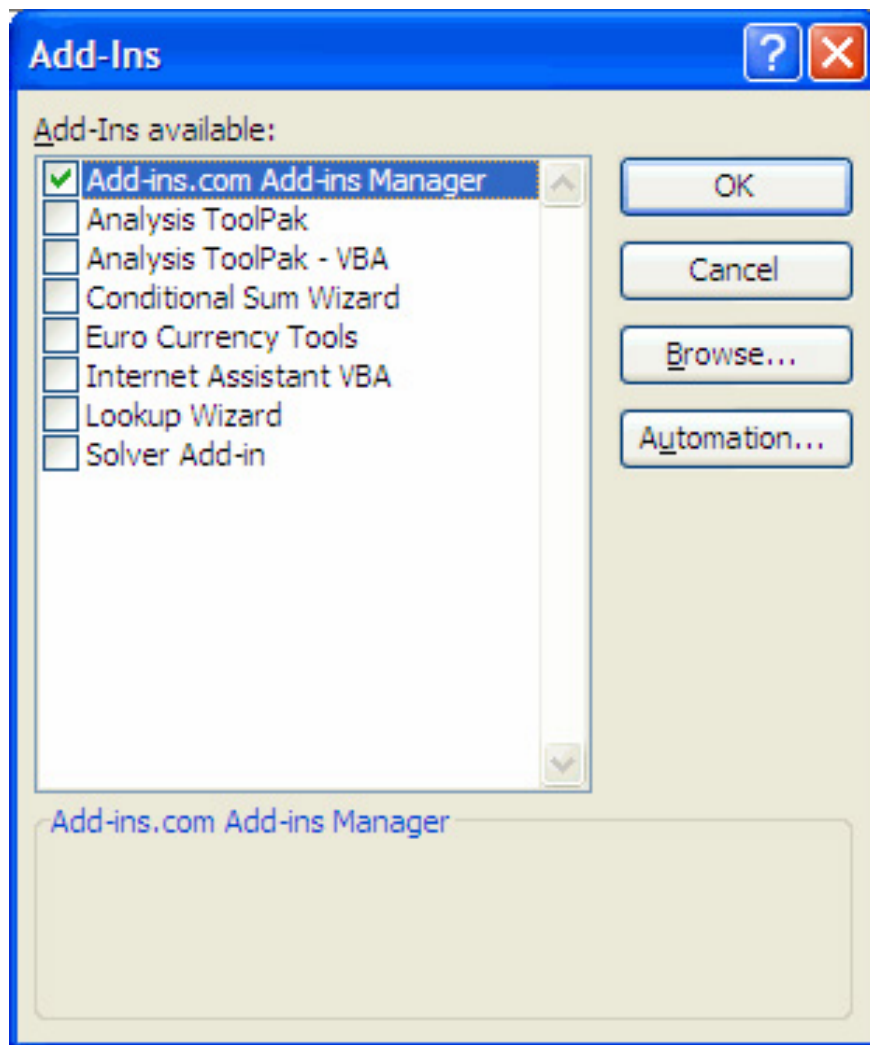 Add-Ins
Add-Ins available:
Add-ins.com Add-ins Manager
Analysis ToolPak
Analysis ToolPak - VBA
Conditional Sum Wizard
Euro Currency Tools
Internet Assistant VBA
Lookup Wizard
Solver Add-in
OK
Cancel
Browse...
Automation...
Add-ins.com Add-ins Manager